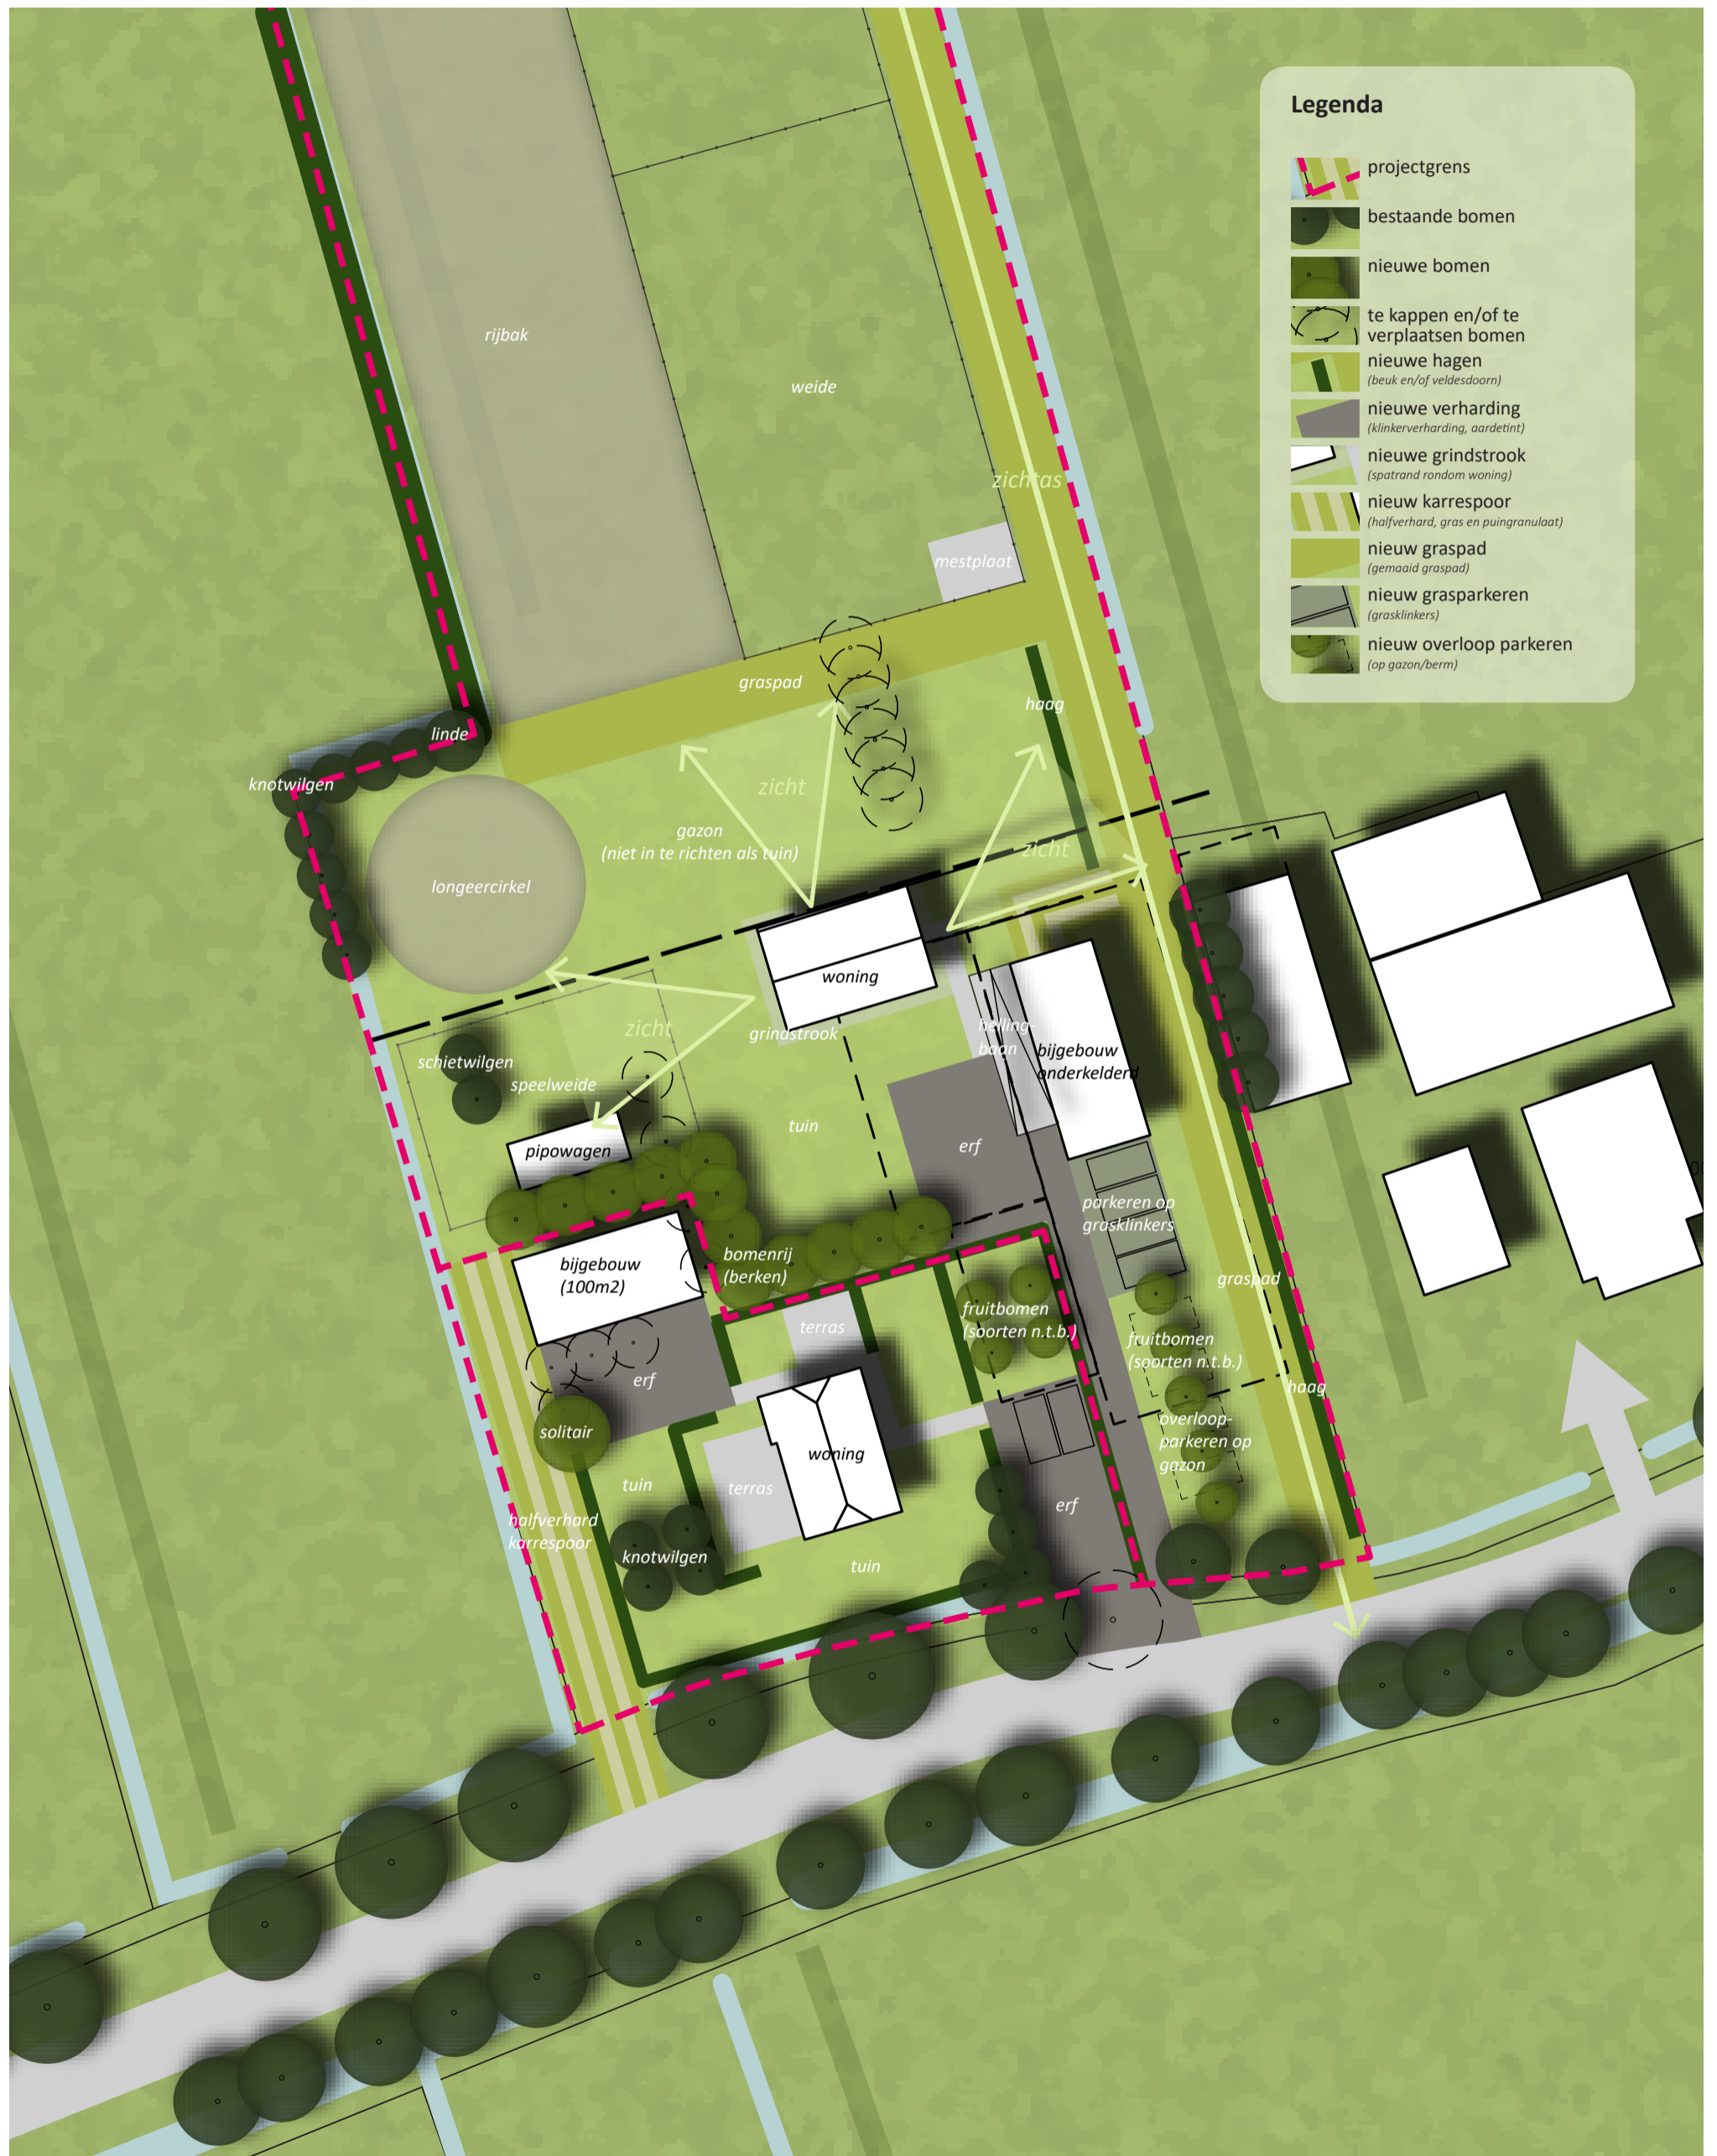 Legenda
projectgrens
bestaande bomen
nieuwe bomen
te kappen en/of te
verplaatsen bomen
nieuwe hagen
(beuk en/of veldesdoorn)
nieuwe verharding
(klinkerverharding, aardetint)
nieuwe grindstrook
(spatrand rondom woning)
nieuw karrespoor
(halfverhard, gras en puingranulaat)
nieuw graspad
(gemaaid graspad)
nieuw grasparkeren
(grasklinkers)
nieuw overloop parkeren
(op gazon/berm)
rijbak
weide
zichtas
mestplaat
graspad
haag
linde
knotwilgen
zicht
gazon
(niet in te richten als tuin)
zicht
longeercirkel
woning
grindstrook
zicht
helling-
baan
bijgebouw
onderkelderd
schietwilgen
speelweide
tuin
erf
pipowagen
parkeren op
grasklinkers
bomenrij
(berken)
bijgebouw
(100m2)
graspad
fruitbomen
(soorten n.t.b.)
terras
fruitbomen
(soorten n.t.b.)
erf
haag
solitair
overloop-
parkeren op
gazon
woning
tuin
terras
erf
halfverhard
karrespoor
knotwilgen
tuin